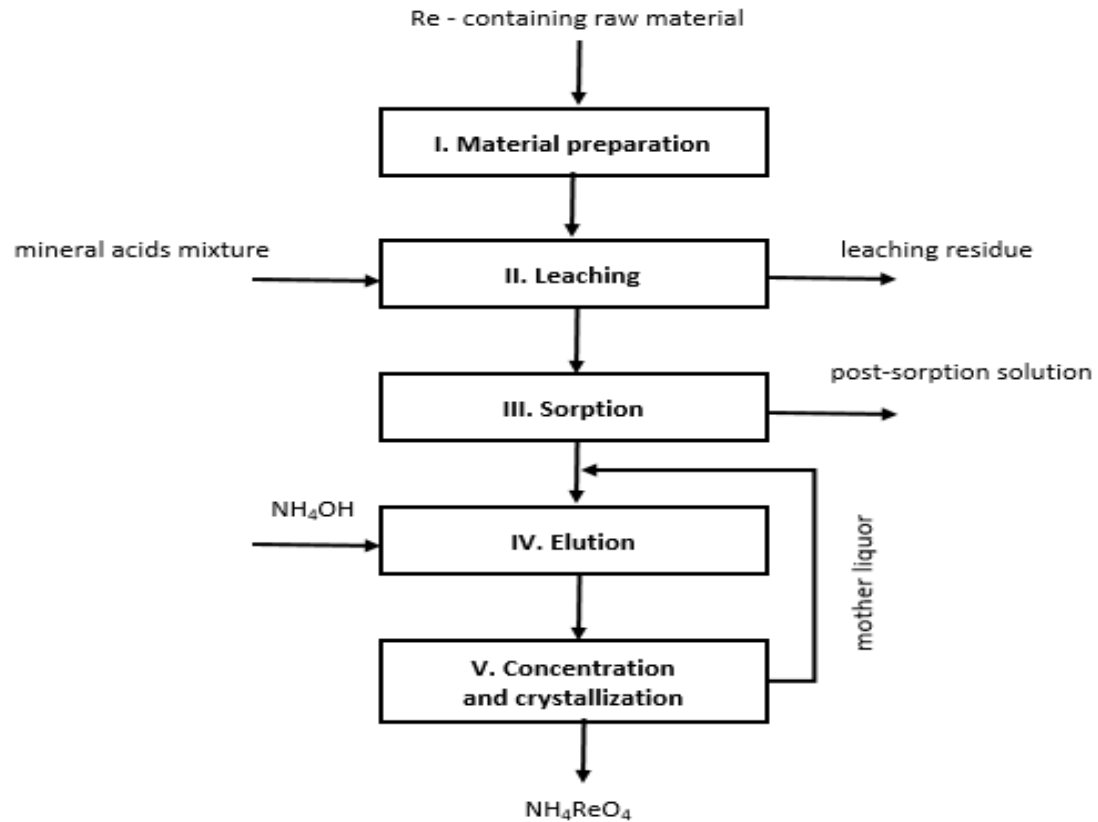 Re - containing raw material
I. Material preparation
mineral acids mixture
leaching residue
II. Leaching
post-sorption solution
III. Sorption
NH₄OH
IV. Elution
mother liquor
V. Concentration
and crystallization
NH₄ReO₄